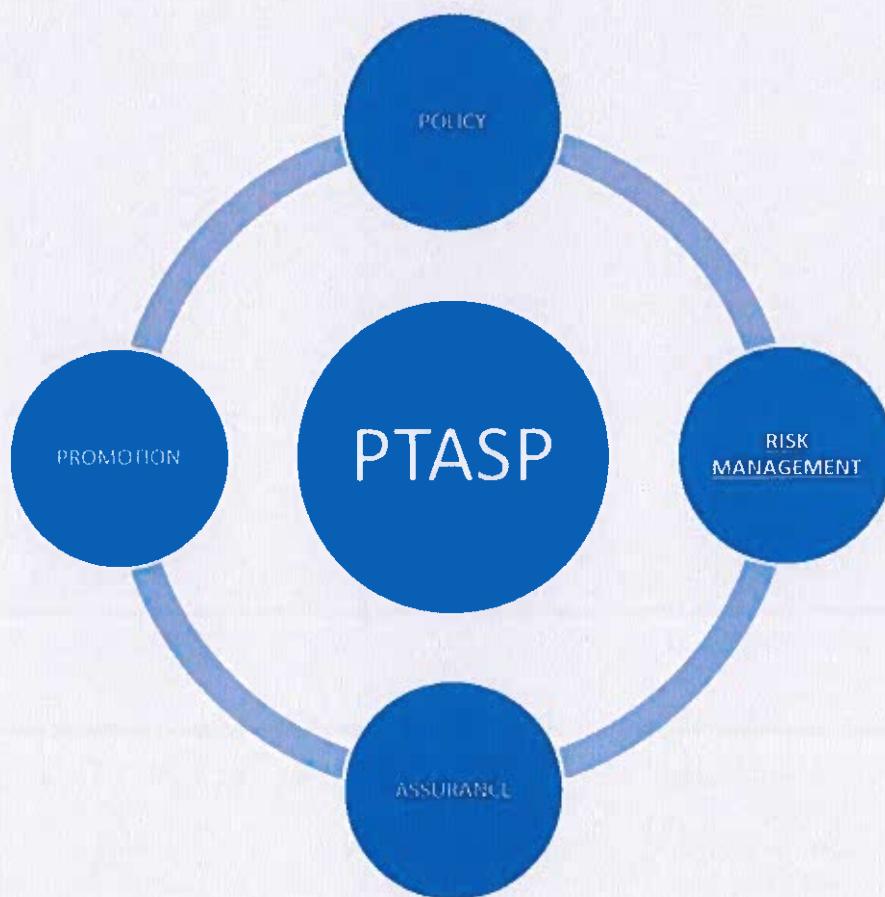 POLICY
PROMOTION
PTASP
RISK
MANAGEMENT
ASSURANCE